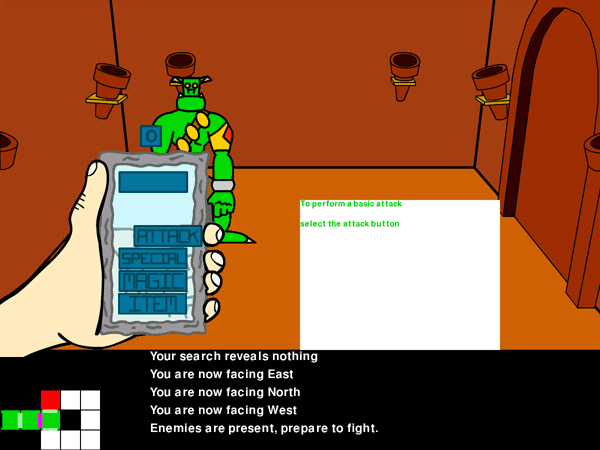 O
To perform a basic attack
select the attack button
ATTACK
SPECIAL
MAGIC
ITEM
Your search reveals nothing
You are now facing East
You are now facing North
You are now facing West
Enemies are present, prepare to fight.